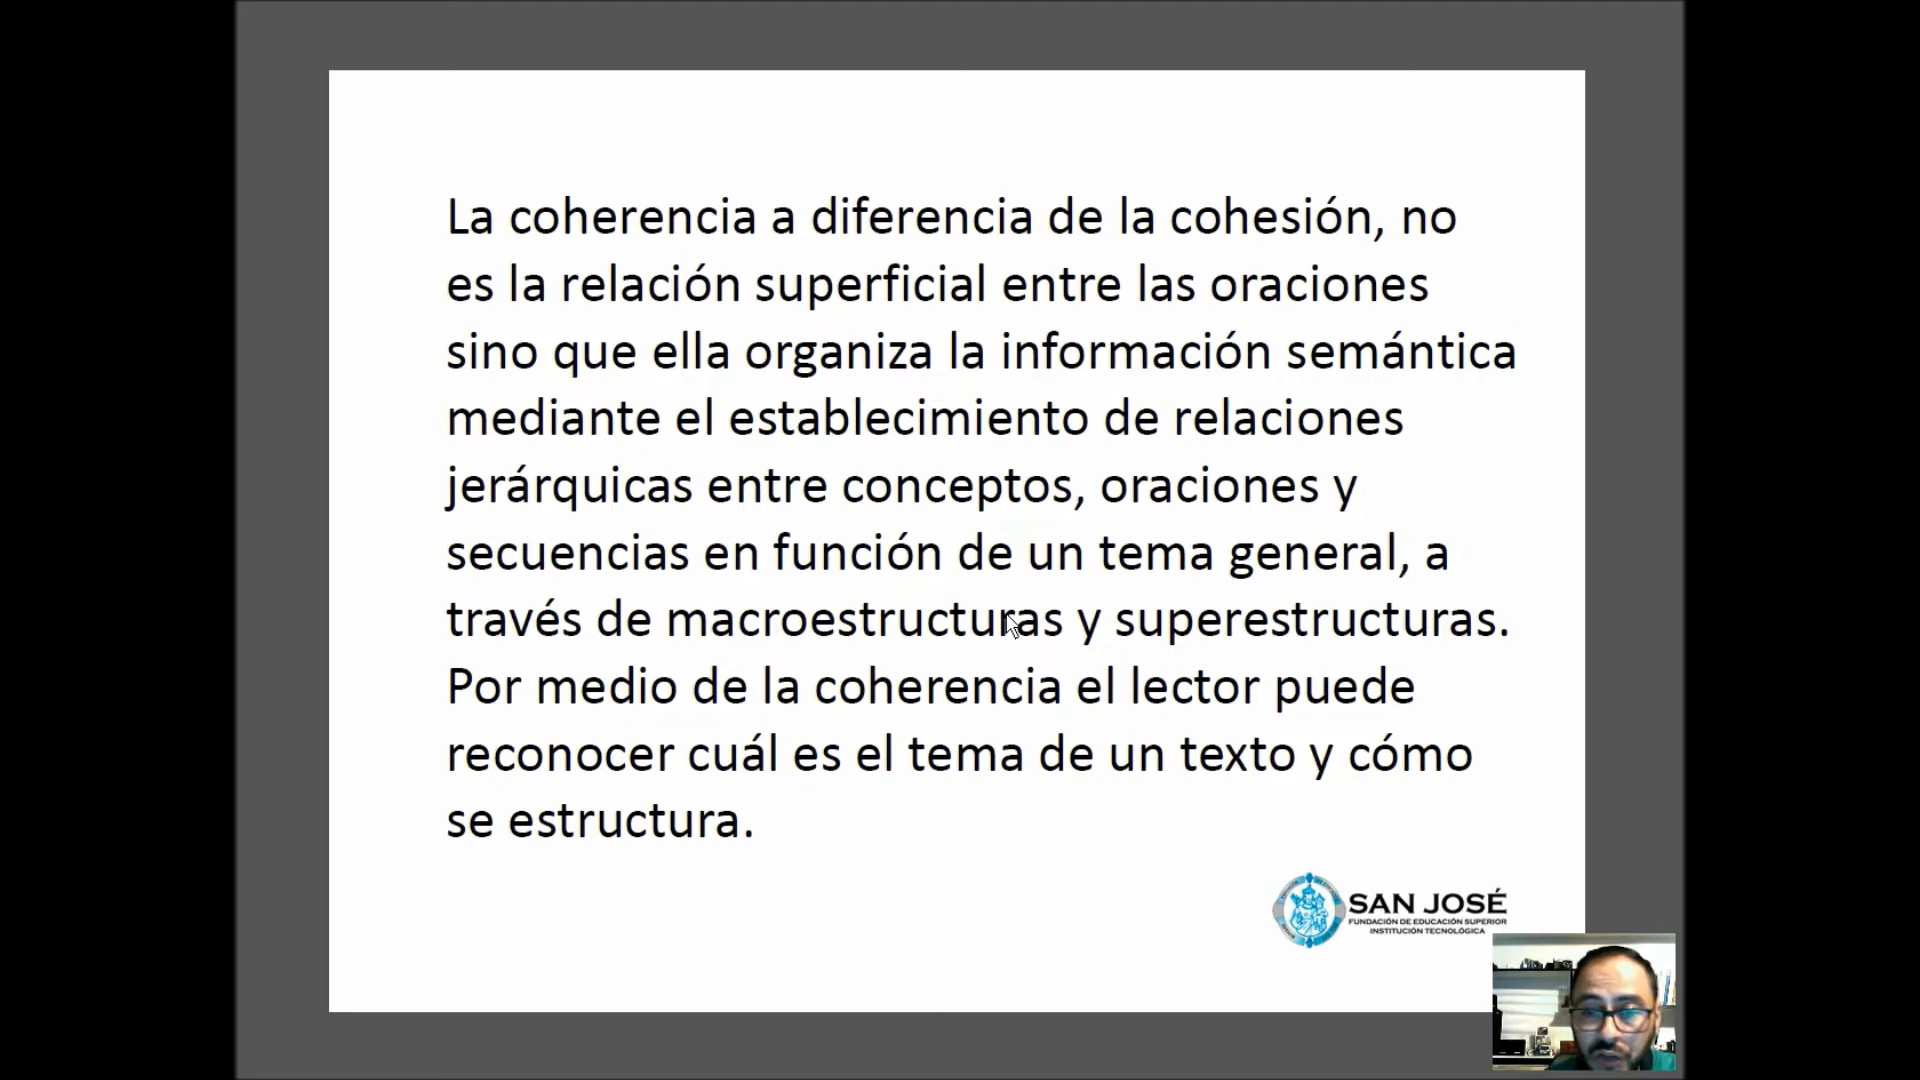 La coherencia a diferencia de la cohesión, no
es la relación superficial entre las oraciones
sino que ella organiza la información semántica
mediante el establecimiento de relaciones
jerárquicas entre conceptos, oraciones y
secuencias en función de un tema general, a
través de macroestructuras y superestructuras.
Por medio de la coherencia el lector puede
reconocer cuál es el tema de un texto y cómo
se estructura.
SAN JOSÉ
FUNDACIÓN DE EDUCACIÓN SUPERIOR
INSTITUCIÓN TECNOLÓGICA